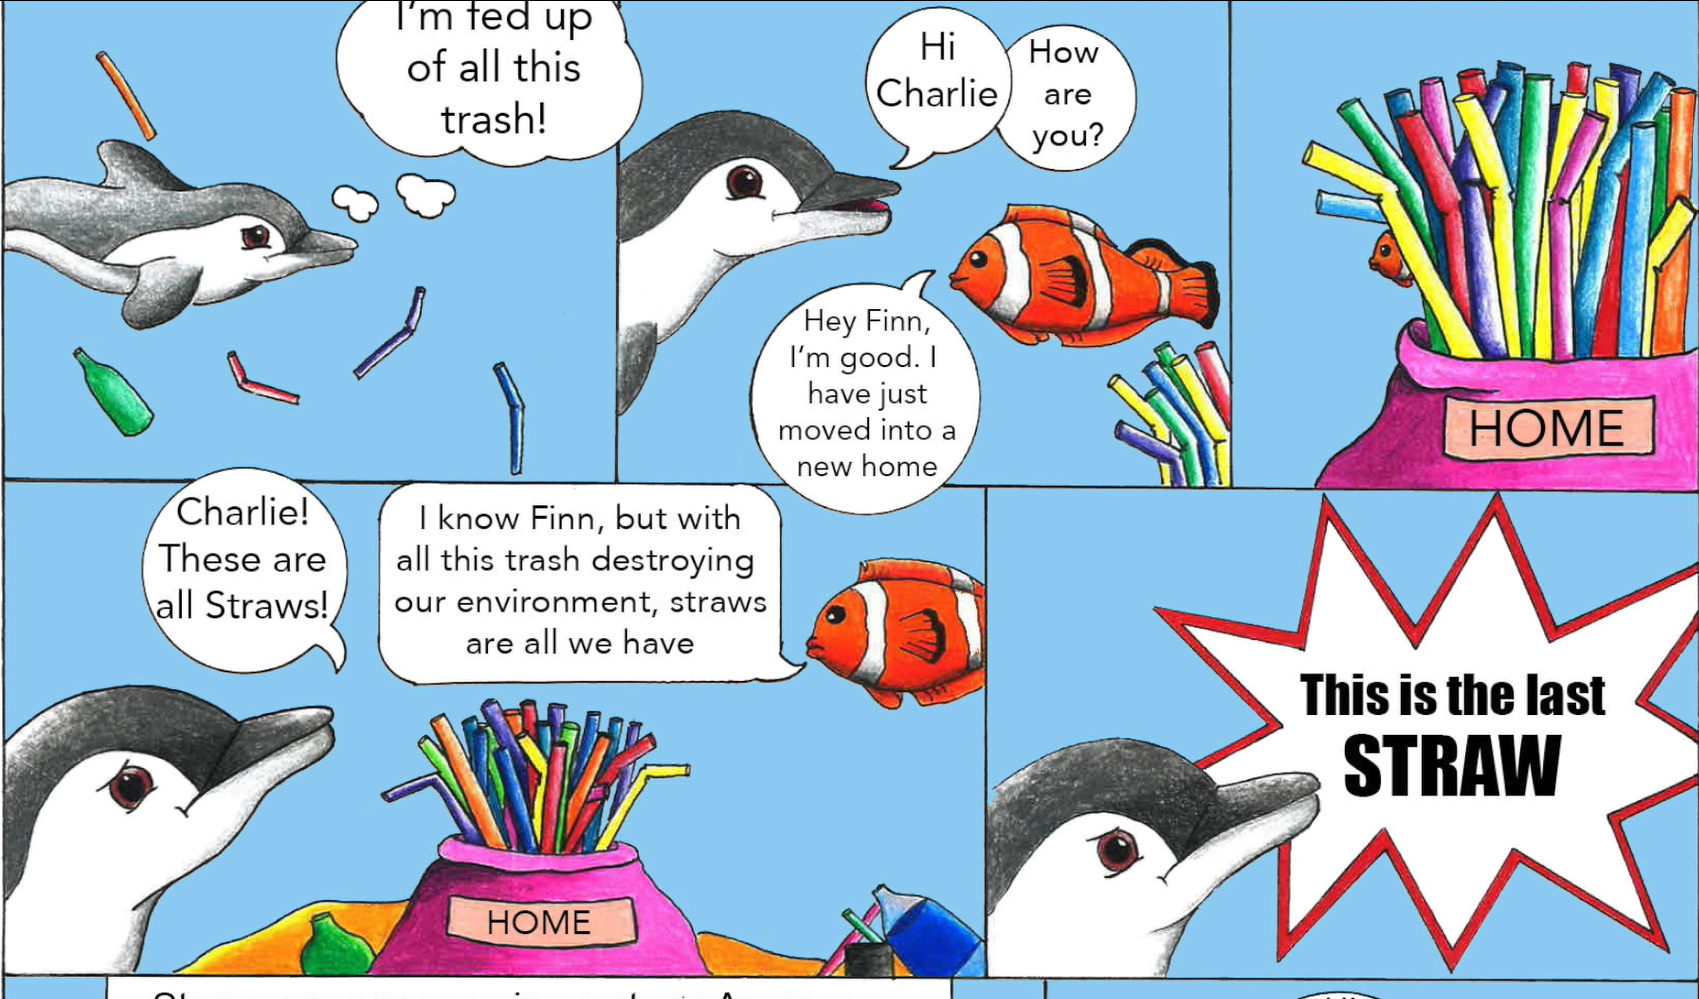 I'm fed up
of all this
trash!
Hi
Charlie
How
are
you?
Hey Finn,
I'm good. I
have just
moved into a
new home
HOME
Charlie!
These are
all Straws!
I know Finn, but with
all this trash destroying
our environment, straws
are all we have
HOME
This is the last
STRAW